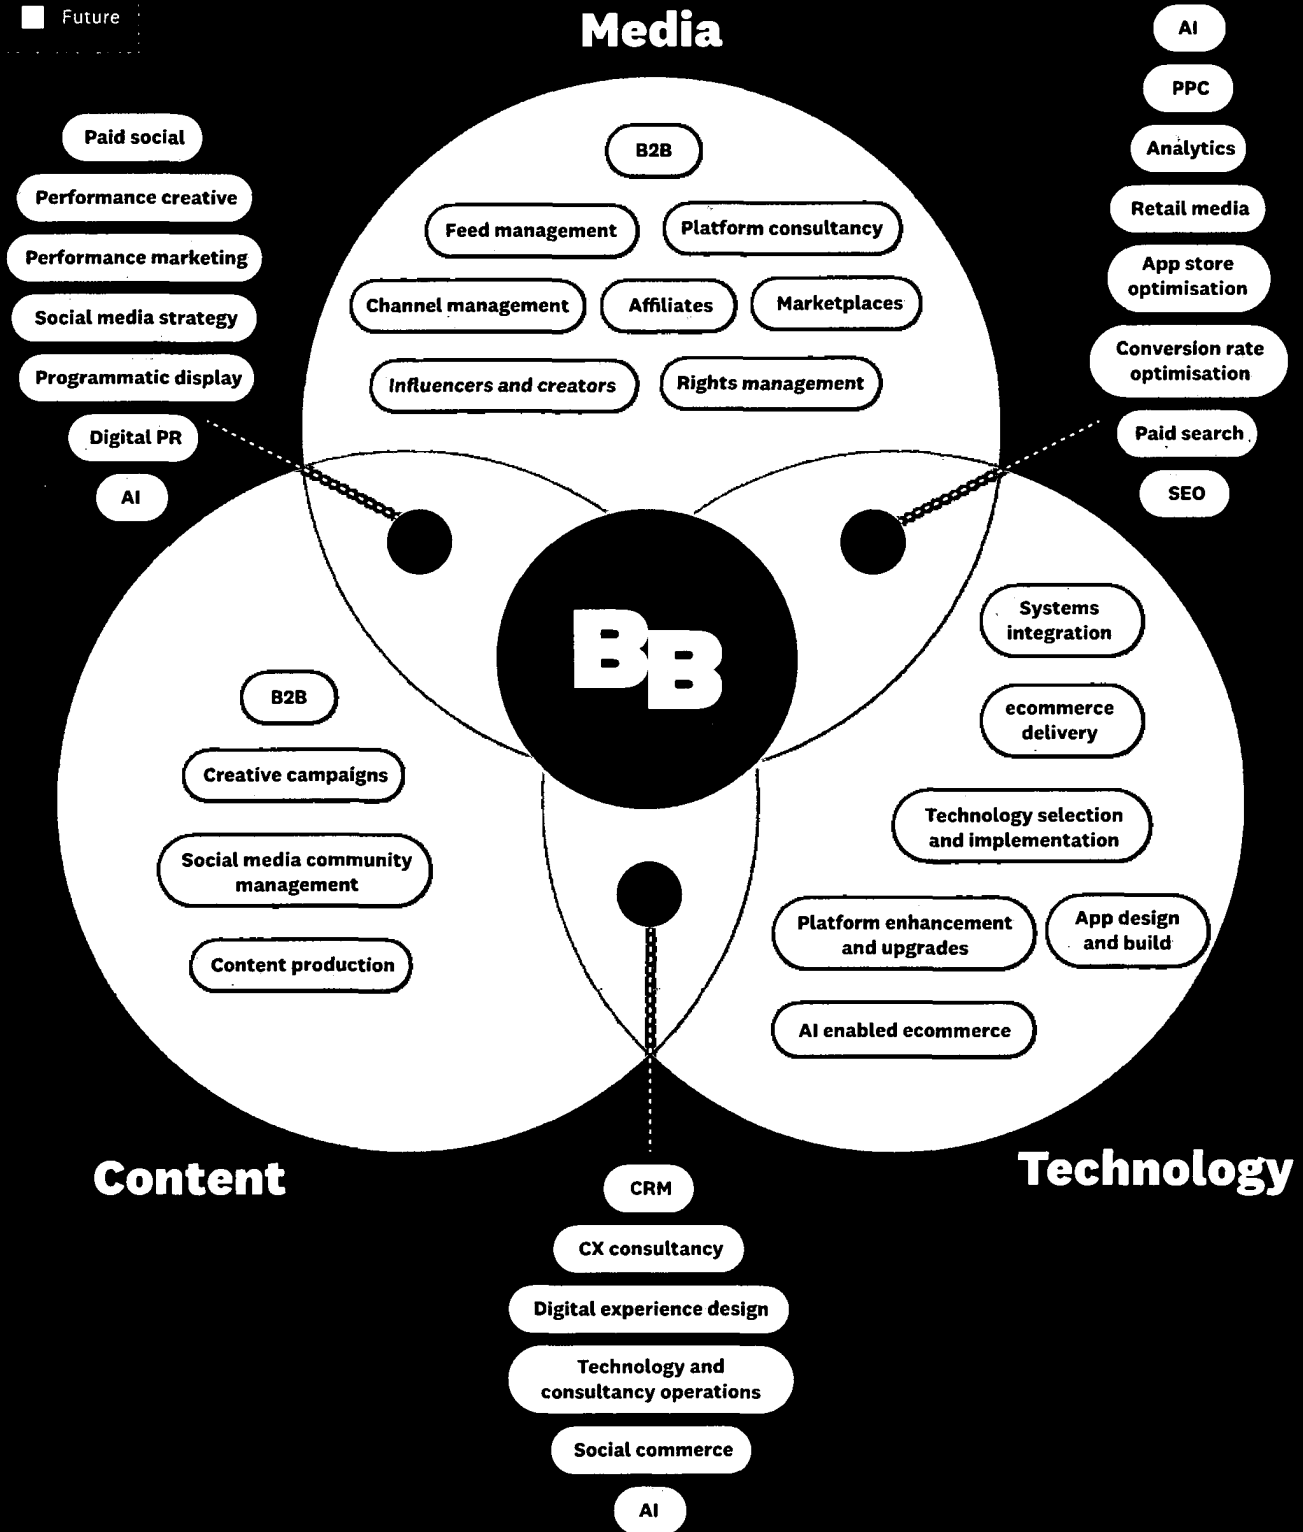 Future
Media
Paid social
Performance creative
Performance marketing
Social media strategy
Programmatic display
Digital PR
AI
AI
PPC
Analytics
Retail media
App store
optimisation
Conversion rate
optimisation
Paid search
SEO
B2B
Feed management
Platform consultancy
Channel management
Affiliates
Marketplaces
Influencers and creators
Rights management
BB
B2B
Creative campaigns
Social media community
management
Content production
Systems
integration
ecommerce
delivery
Technology selection
and implementation
Platform enhancement
and upgrades
App design
and build
AI enabled ecommerce
Content
Technology
CRM
CX consultancy
Digital experience design
Technology and
consultancy operations
Social commerce
AI